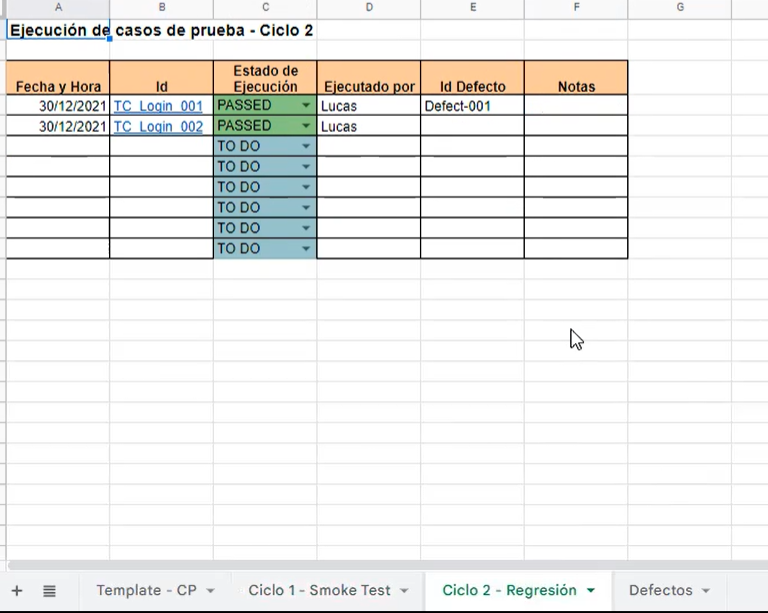 A B C D E F G
Ejecución de casos de prueba - Ciclo 2
Fecha y Hora Id Estado de Ejecución Ejecutado por Id Defecto Notas
30/12/2021 TC_Login_001 PASSED Lucas Defect-001
30/12/2021 TC_Login_002 PASSED Lucas
TO DO
TO DO
TO DO
TO DO
TO DO
TO DO
Template - CP Ciclo 1 - Smoke Test Ciclo 2 - Regresión Defectos